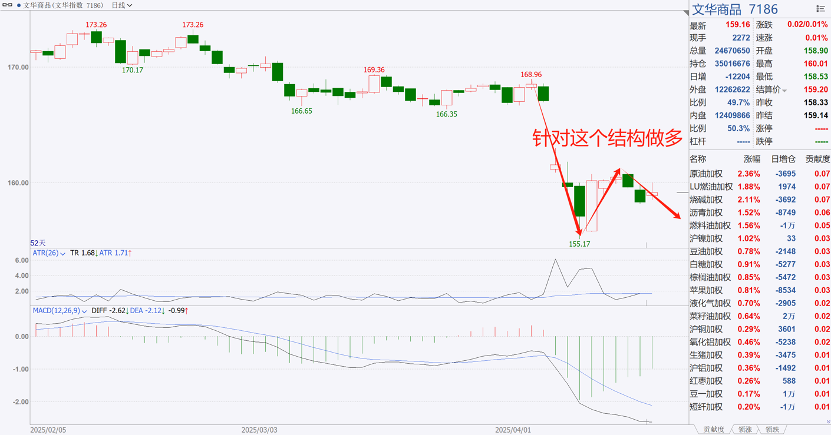 文华商品(文华指数 7186) 日线
173.26
173.26
170.17
170.00
169.36
168.96
166.65
166.35
针对这个结构做多
160.00
155.17
52天
ATR(26) TR 1.68↓ ATR 1.71↑
6.00
4.00
2.00
MACD(12,26,9) DIFF -2.62↓ DEA -2.12↓ -0.99↑
0.00
-1.00
-2.00
2025/02/05
2025/03/03
2025/04/01
文华商品 7186
最新 159.16 涨跌 0.02/0.01%
现手 2272 速涨 0.01%
总量 24670650 开盘 158.90
持仓 35016676 最高 160.01
日增 -12204 最低 158.53
外盘 12262622 结算价 159.20
比例 49.7% 昨收 158.33
内盘 12409866 昨结 159.14
比例 50.3% 涨停 -----
杠杆 ----- 跌停 -----
名称 涨幅 日增仓 贡献度
原油加权 2.36% -3695 0.07
LU燃油加权 1.88% 1974 0.07
烧碱加权 2.11% -3692 0.07
沥青加权 1.52% -8749 0.06
燃料油加权 1.56% -1万 0.05
沪镍加权 1.02% 33 0.03
豆油加权 0.78% -2148 0.03
白糖加权 0.91% -5277 0.03
棕榈油加权 0.85% -5472 0.03
苹果加权 0.81% -8534 0.03
液化气加权 0.70% -2905 0.02
菜籽油加权 0.64% 2万 0.02
沪铜加权 0.29% 3601 0.02
氧化铝加权 0.46% -5238 0.02
生猪加权 0.39% -3475 0.01
沪铝加权 0.36% -1492 0.01
红枣加权 0.26% 588 0.01
豆一加权 0.17% 1万 0.01
短纤加权 0.20% -1万 0.01
贡献度 领涨 领跌